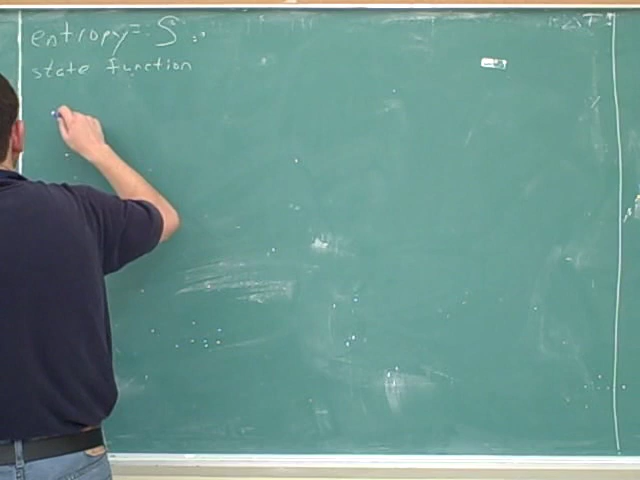 entropy = S
state function